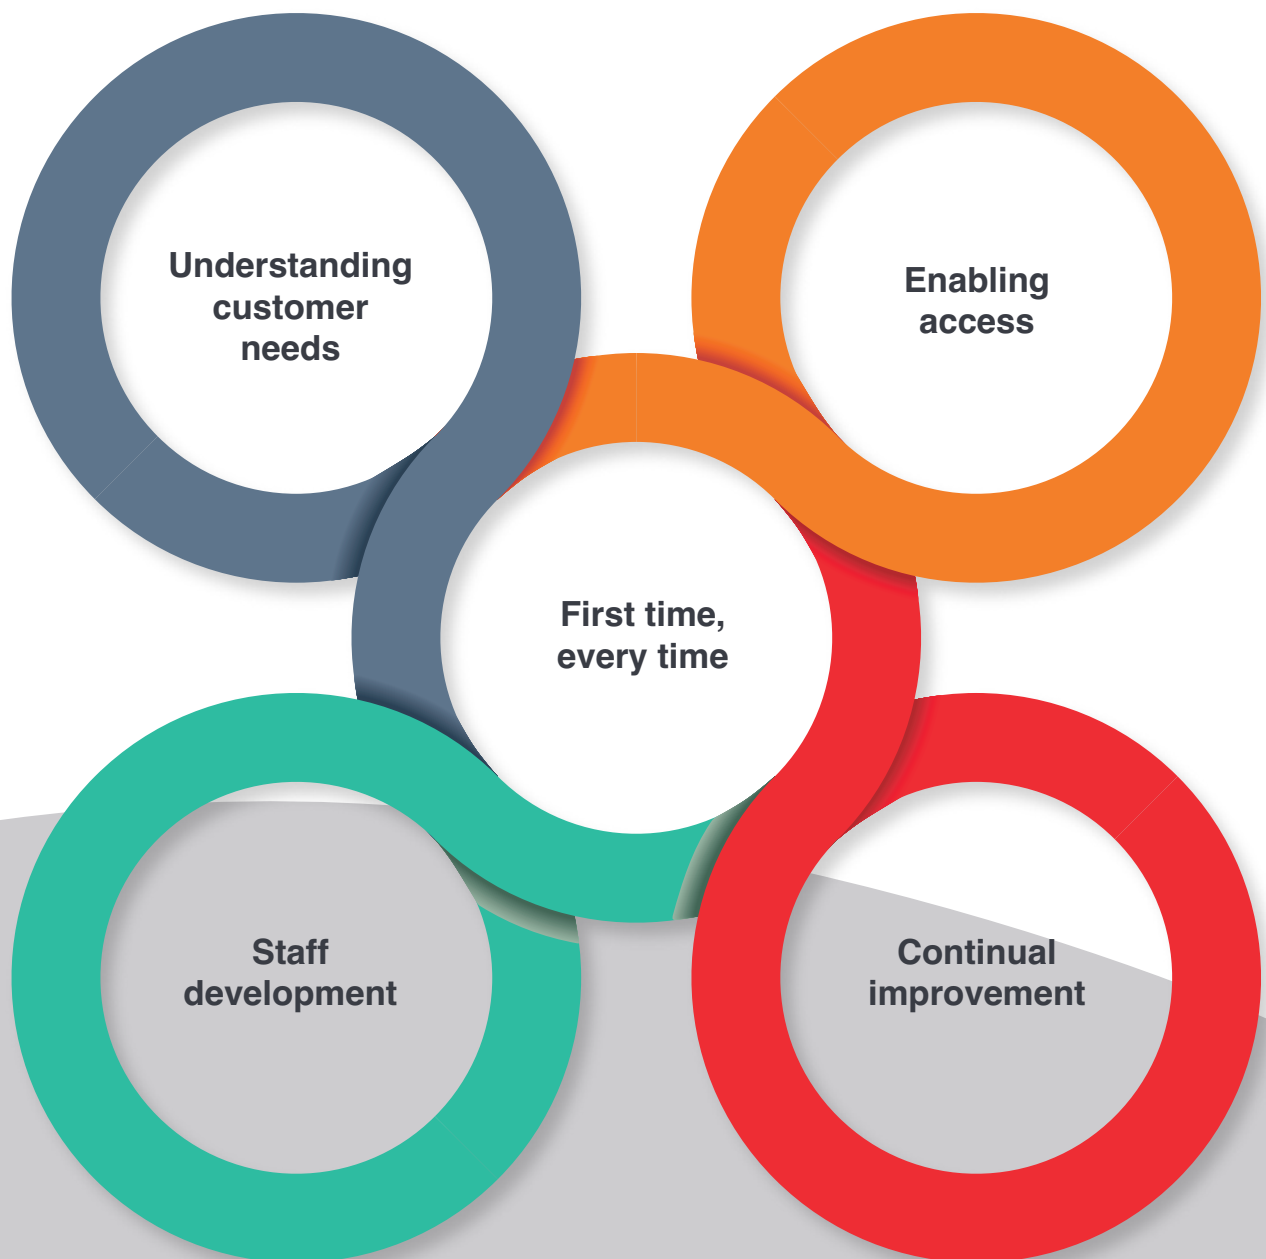 Understanding
customer
needs
Enabling
access
First time,
every time
Staff
development
Continual
improvement